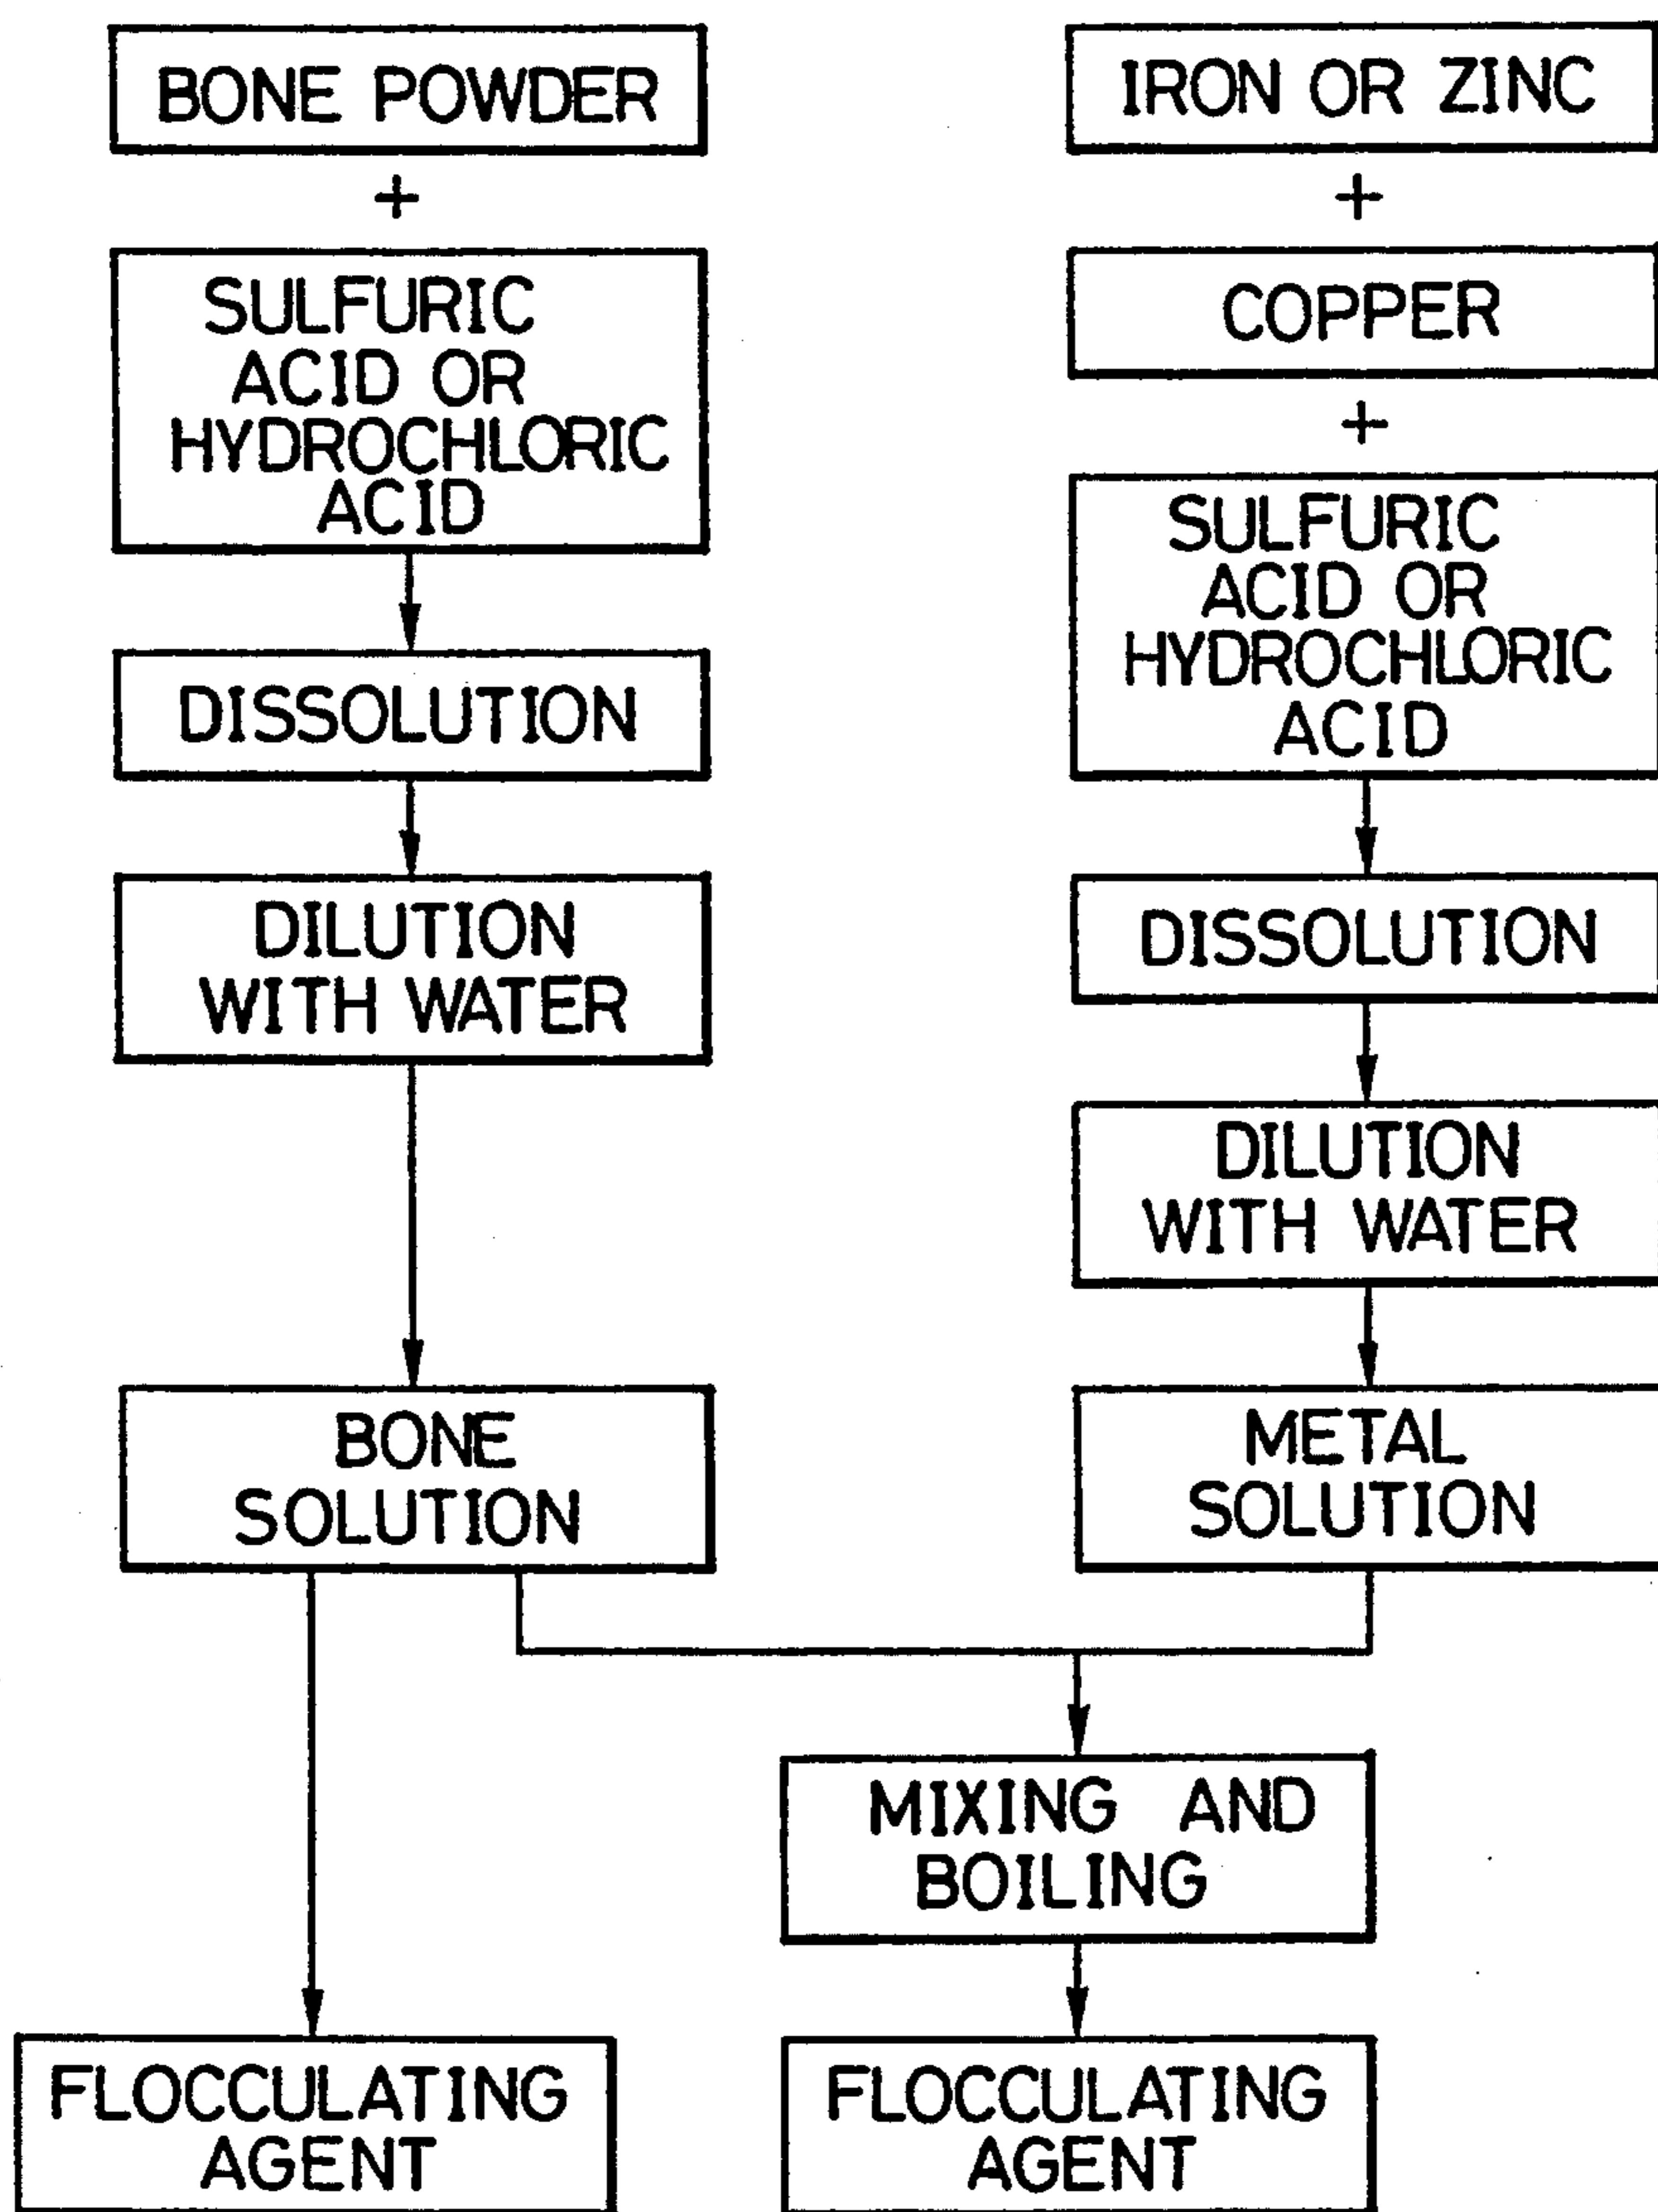 BONE POWDER
+
SULFURIC
ACID OR
HYDROCHLORIC
ACID
DISSOLUTION
DILUTION
WITH WATER
BONE
SOLUTION
IRON OR ZINC
+
COPPER
+
SULFURIC
ACID OR
HYDROCHLORIC
ACID
DISSOLUTION
DILUTION
WITH WATER
METAL
SOLUTION
MIXING AND
BOILING
FLOCCULATING
AGENT
FLOCCULATING
AGENT